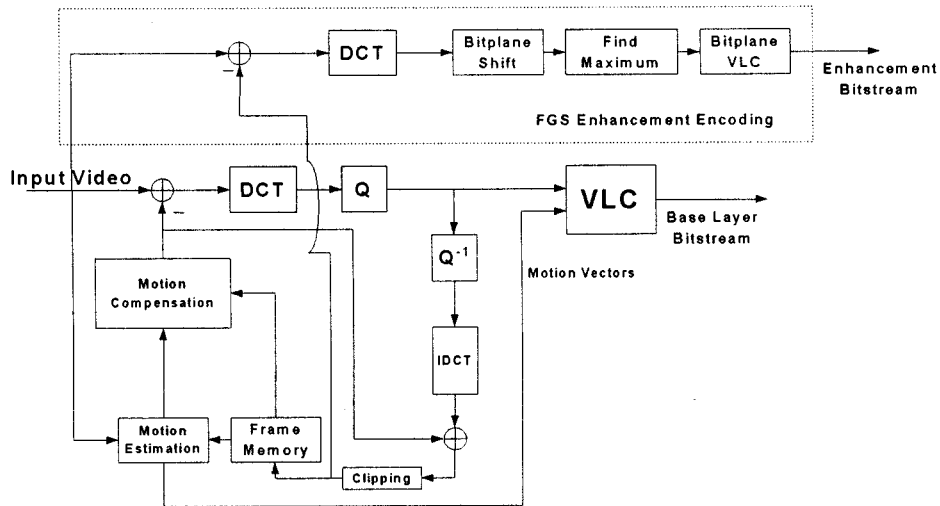 DCT
Bitplane
Shift
Find
Maximum
Bitplane
VLC
Enhancement
Bitstream
FGS Enhancement Encoding
Input Video
DCT
Q
VLC
Base Layer
Bitstream
Q-1
Motion Vectors
Motion
Compensation
IDCT
Motion
Estimation
Frame
Memory
Clipping